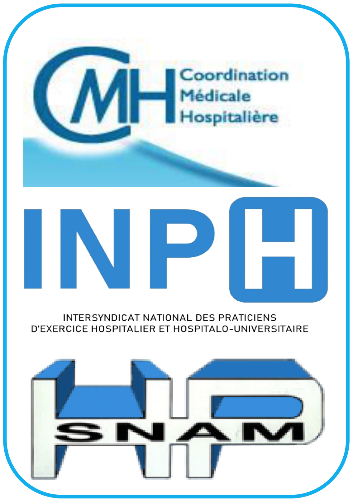 CMH
Coordination
Médicale
Hospitalière
INPH
INTERSYNDICAT NATIONAL DES PRATICIENS
D'EXERCICE HOSPITALIER ET HOSPITALO-UNIVERSITAIRE
HP
SNAM